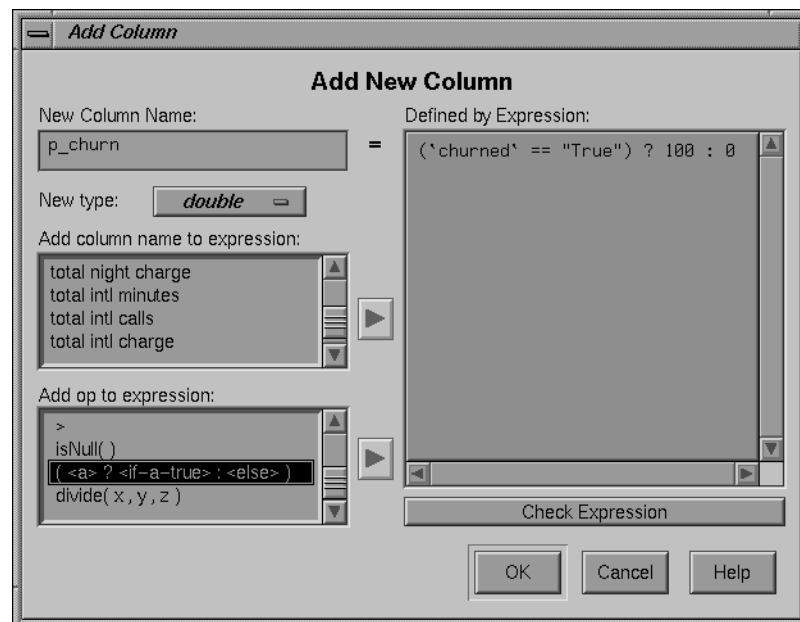 Add Column
Add New Column
New Column Name:
p_churn
=
New type:
double
Add column name to expression:
total night charge
total intl minutes
total intl calls
total intl charge
Add op to expression:
>
isNull( )
( <a> ? <if-a-true> : <else> )
divide( x , y , z )
Defined by Expression:
(`churned` == "True") ? 100 : 0
Check Expression
OK
Cancel
Help